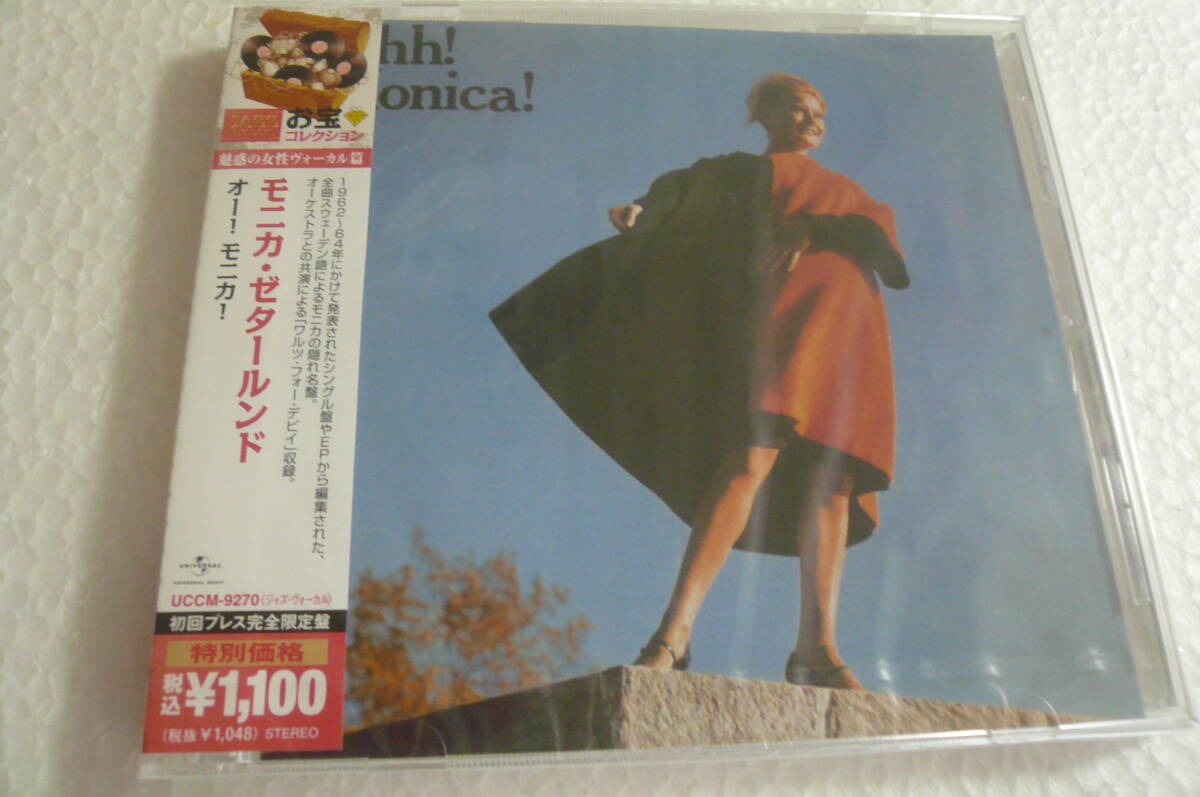 hh!
onica!
JAZZ
お宝
コレクション
魅惑の女性ヴォーカル篇
モニカ・ゼタールンド
オー! モニカ!
1962~64年にかけて発表されたシングル盤やEPから編集された、
全曲スウェーデン語によるモニカの隠れ名盤。
オーケストラとの共演による「ワルツ・フォー・デビイ」収録。
UNIVERSAL
UNIVERSAL MUSIC
UCCM-9270〈ジャズ・ヴォーカル〉
初回プレス完全限定盤
特別価格
税込¥1,100
(税抜¥1,048) STEREO